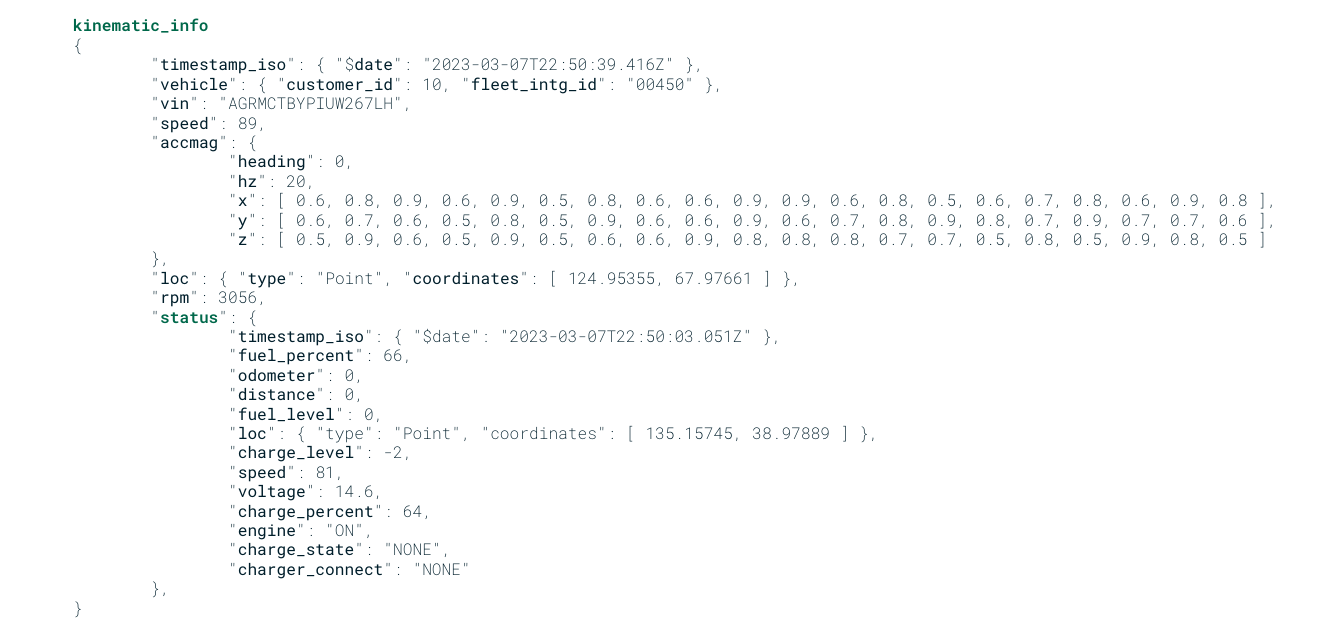 kinematic_info
{
"timestamp_iso": { "$date": "2023-03-07T22:50:39.416Z" },
"vehicle": { "customer_id": 10, "fleet_intg_id": "00450" },
"vin": "AGRMCTBYPIUW267LH",
"speed": 89,
"accmag": {
"heading": 0,
"hz": 20,
"x": [ 0.6, 0.8, 0.9, 0.6, 0.9, 0.5, 0.8, 0.6, 0.6, 0.9, 0.9, 0.6, 0.8, 0.5, 0.6, 0.7, 0.8, 0.6, 0.9, 0.8 ],
"y": [ 0.6, 0.7, 0.6, 0.5, 0.8, 0.5, 0.9, 0.6, 0.6, 0.9, 0.6, 0.7, 0.8, 0.9, 0.8, 0.7, 0.9, 0.7, 0.7, 0.6 ],
"z": [ 0.5, 0.9, 0.6, 0.5, 0.9, 0.5, 0.6, 0.6, 0.9, 0.8, 0.8, 0.8, 0.7, 0.7, 0.5, 0.8, 0.5, 0.9, 0.8, 0.5 ]
},
"loc": { "type": "Point", "coordinates": [ 124.95355, 67.97661 ] },
"rpm": 3056,
"status": {
"timestamp_iso": { "$date": "2023-03-07T22:50:03.051Z" },
"fuel_percent": 66,
"odometer": 0,
"distance": 0,
"fuel_level": 0,
"loc": { "type": "Point", "coordinates": [ 135.15745, 38.97889 ] },
"charge_level": -2,
"speed": 81,
"voltage": 14.6,
"charge_percent": 64,
"engine": "ON",
"charge_state": "NONE",
"charger_connect": "NONE"
},
}